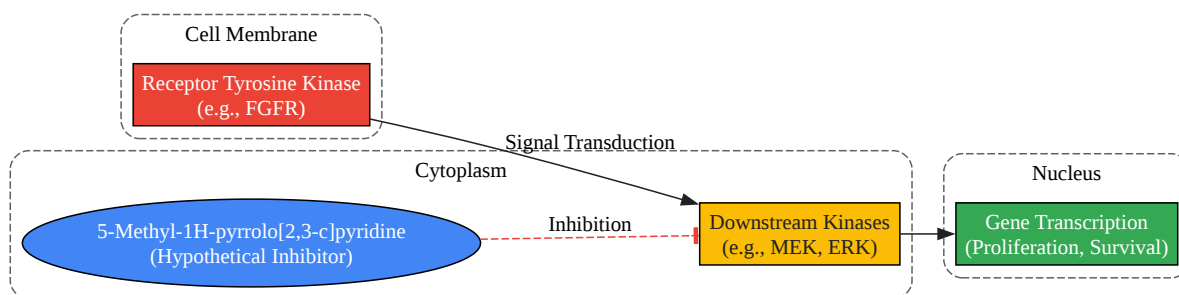 Cell Membrane
Receptor Tyrosine Kinase
(e.g., FGFR)
Signal Transduction
Cytoplasm
Nucleus
5-Methyl-1H-pyrrolo[2,3-c]pyridine
(Hypothetical Inhibitor)
Inhibition
Downstream Kinases
(e.g., MEK, ERK)
Gene Transcription
(Proliferation, Survival)